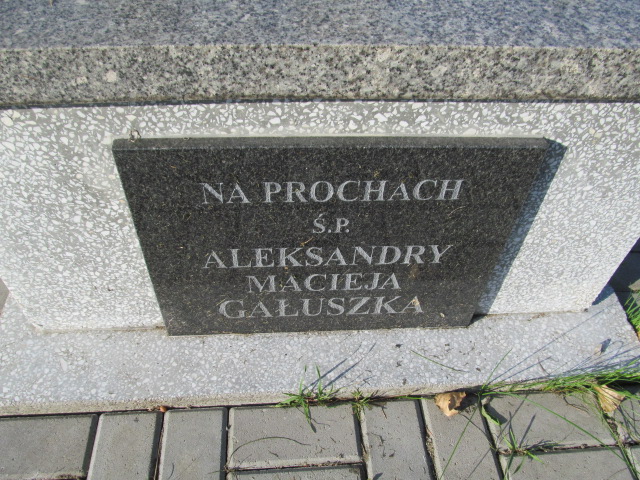 NA PROCHACH
Ś.P.
ALEKSANDRY
MACIEJA
GAŁUSZKA